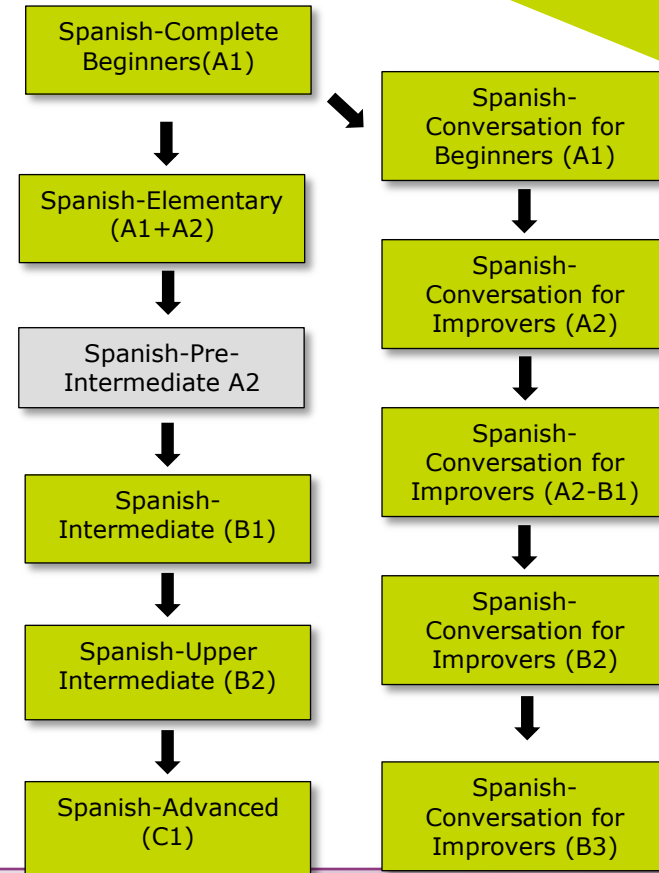 Spanish-Complete
Beginners(A1)
Spanish-Elementary
(A1+A2)
Spanish-Pre-
Intermediate A2
Spanish-
Intermediate (B1)
Spanish-Upper
Intermediate (B2)
Spanish-Advanced
(C1)
Spanish-
Conversation for
Beginners (A1)
Spanish-
Conversation for
Improvers (A2)
Spanish-
Conversation for
Improvers (A2-B1)
Spanish-
Conversation for
Improvers (B2)
Spanish-
Conversation for
Improvers (B3)